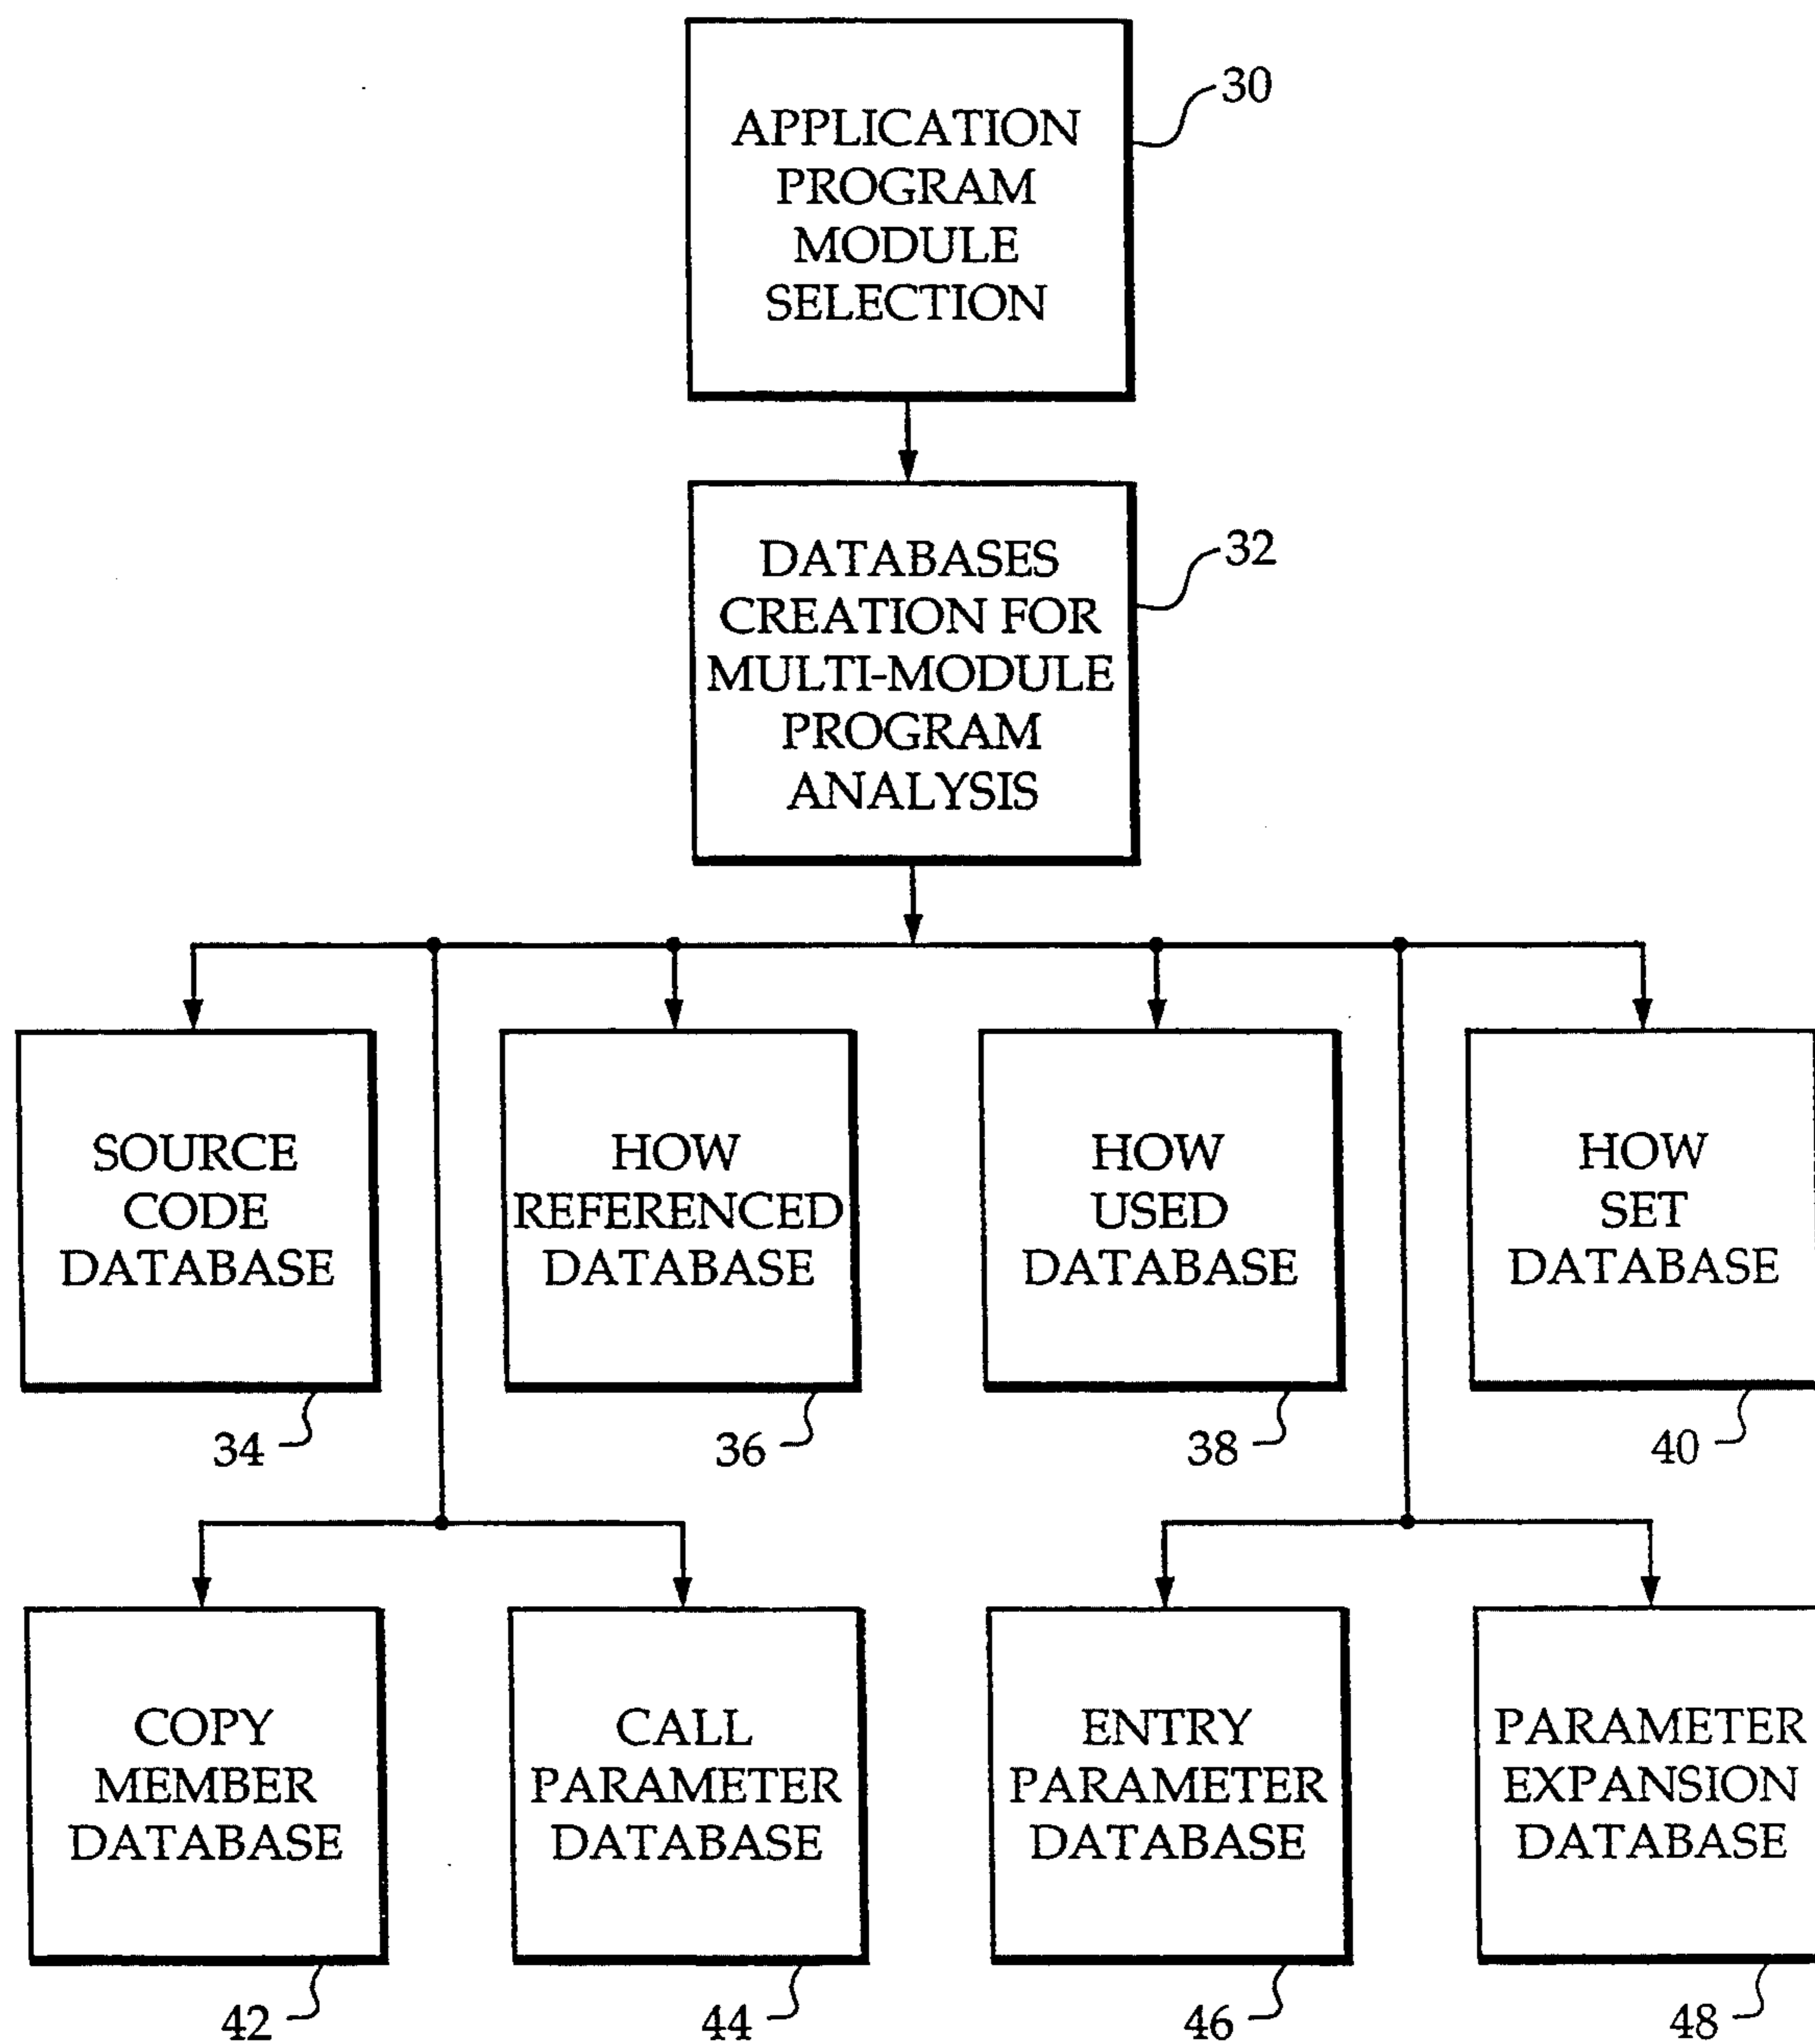 APPLICATION
PROGRAM
MODULE
SELECTION
30
DATABASES
CREATION FOR
MULTI-MODULE
PROGRAM
ANALYSIS
32
SOURCE
CODE
DATABASE
34
HOW
REFERENCED
DATABASE
36
HOW
USED
DATABASE
38
HOW
SET
DATABASE
40
COPY
MEMBER
DATABASE
42
CALL
PARAMETER
DATABASE
44
ENTRY
PARAMETER
DATABASE
46
PARAMETER
EXPANSION
DATABASE
48